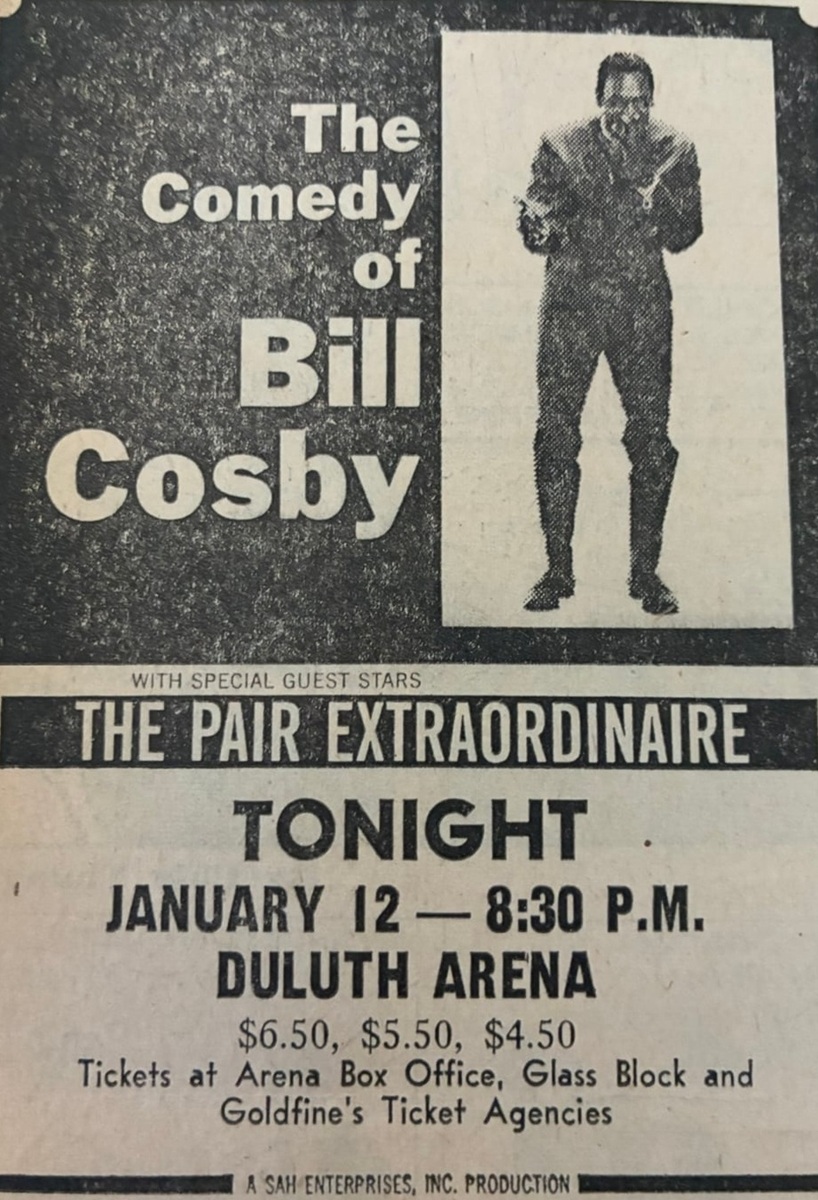 The
Comedy
of
Bill
Cosby
WITH SPECIAL GUEST STARS
THE PAIR EXTRAORDINAIRE
TONIGHT
JANUARY 12 — 8:30 P.M.
DULUTH ARENA
$6.50, $5.50, $4.50
Tickets at Arena Box Office, Glass Block and
Goldfine's Ticket Agencies
A SAH ENTERPRISES, INC. PRODUCTION